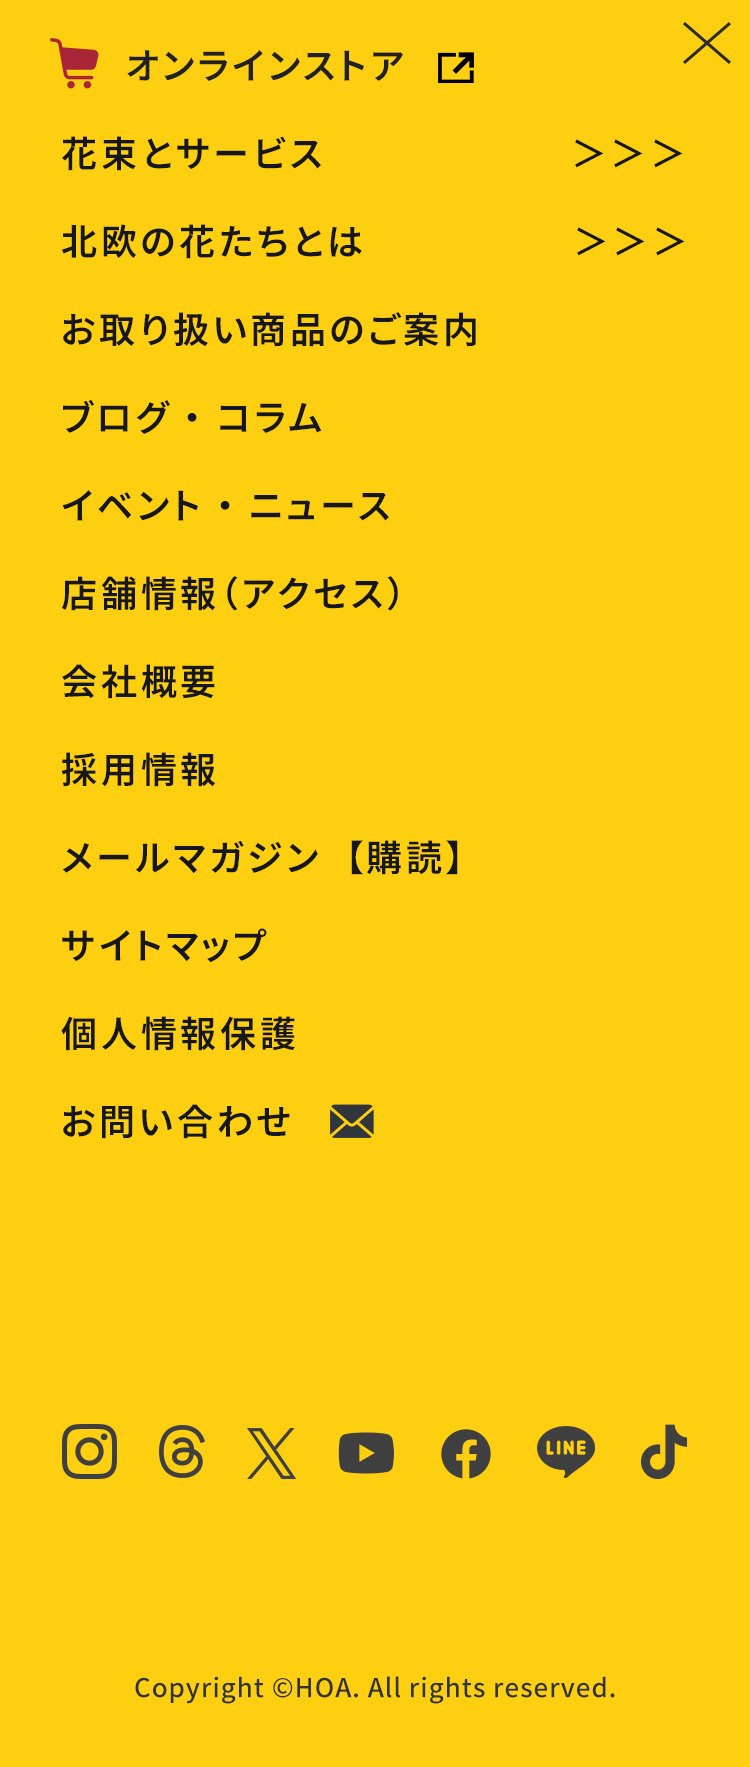 オンラインストア
花束とサービス >>>
北欧の花たちとは >>>
お取り扱い商品のご案内
ブログ・コラム
イベント・ニュース
店舗情報（アクセス）
会社概要
採用情報
メールマガジン【購読】
サイトマップ
個人情報保護
お問い合わせ
LINE
Copyright ©HOA. All rights reserved.